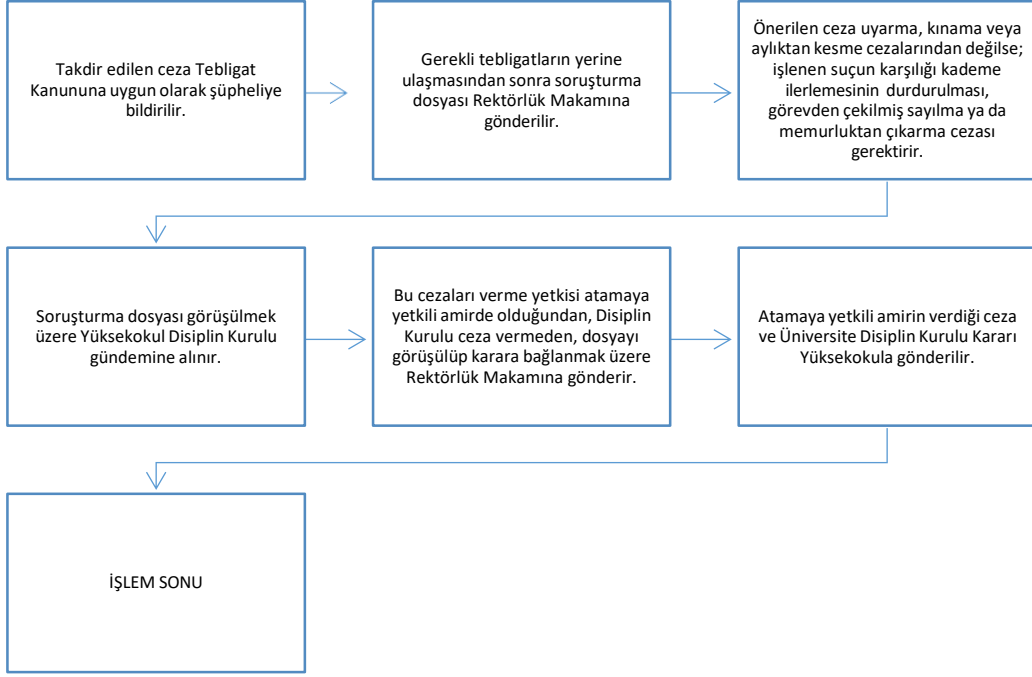 Takdir edilen ceza Tebligat
Kanununa uygun olarak şüpheliye
bildirilir.
Gerekli tebligatların yerine
ulaşmasından sonra soruşturma
dosyası Rektörlük Makamına
gönderilir.
Önerilen ceza uyarma, kınama veya
aylıktan kesme cezalarından değilse;
işlenen suçun karşılığı kademe
ilerlemesinin durdurulması,
görevden çekilmiş sayılma ya da
memurluktan çıkarma cezası
gerektirir.
Soruşturma dosyası görüşülmek
üzere Yüksekokul Disiplin Kurulu
gündemine alınır.
Bu cezaları verme yetkisi atamaya
yetkili amirde olduğundan, Disiplin
Kurulu ceza vermeden, dosyayı
görüşülüp karara bağlanmak üzere
Rektörlük Makamına gönderir.
Atamaya yetkili amirin verdiği ceza
ve Üniversite Disiplin Kurulu Kararı
Yüksekokula gönderilir.
İŞLEM SONU